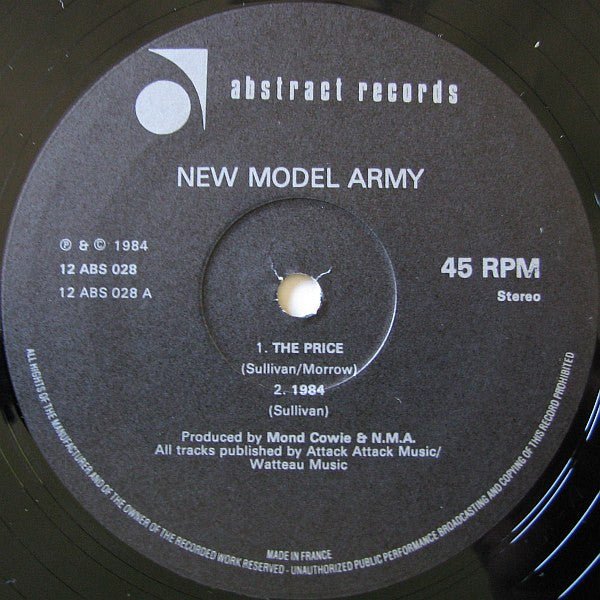 abstract records
NEW MODEL ARMY
℗ & © 1984
12 ABS 028
12 ABS 028 A
45 RPM
Stereo
1. THE PRICE
(Sullivan/Morrow)
2. 1984
(Sullivan)
Produced by Mond Cowie & N.M.A.
All tracks published by Attack Attack Music/
Watteau Music
MADE IN FRANCE
ALL RIGHTS OF THE MANUFACTURER AND OF THE OWNER OF THE RECORDED WORK RESERVED - UNAUTHORIZED PUBLIC PERFORMANCE BROADCASTING AND COPYING OF THIS RECORD PROHIBITED